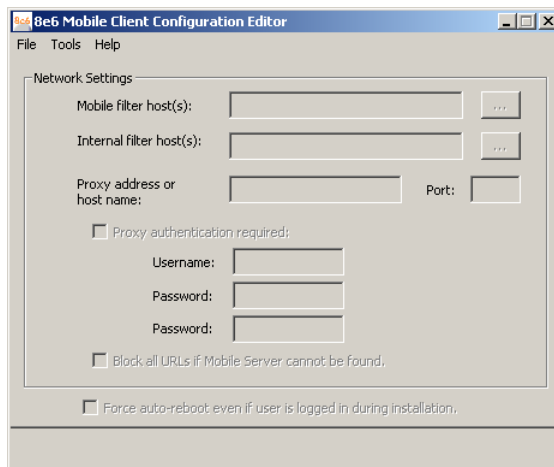 8e6 8e6 Mobile Client Configuration Editor
File Tools Help
Network Settings
Mobile filter host(s): ...
Internal filter host(s): ...
Proxy address or
host name:
Port:
Proxy authentication required:
Username:
Password:
Password:
Block all URLs if Mobile Server cannot be found.
Force auto-reboot even if user is logged in during installation.